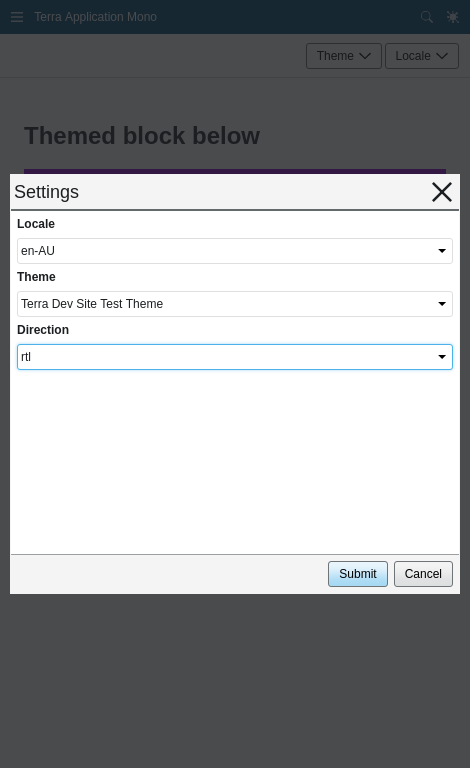 Terra Application Mono
Theme
Locale
Themed block below
Settings
Locale
en-AU
Theme
Terra Dev Site Test Theme
Direction
rtl
Submit
Cancel